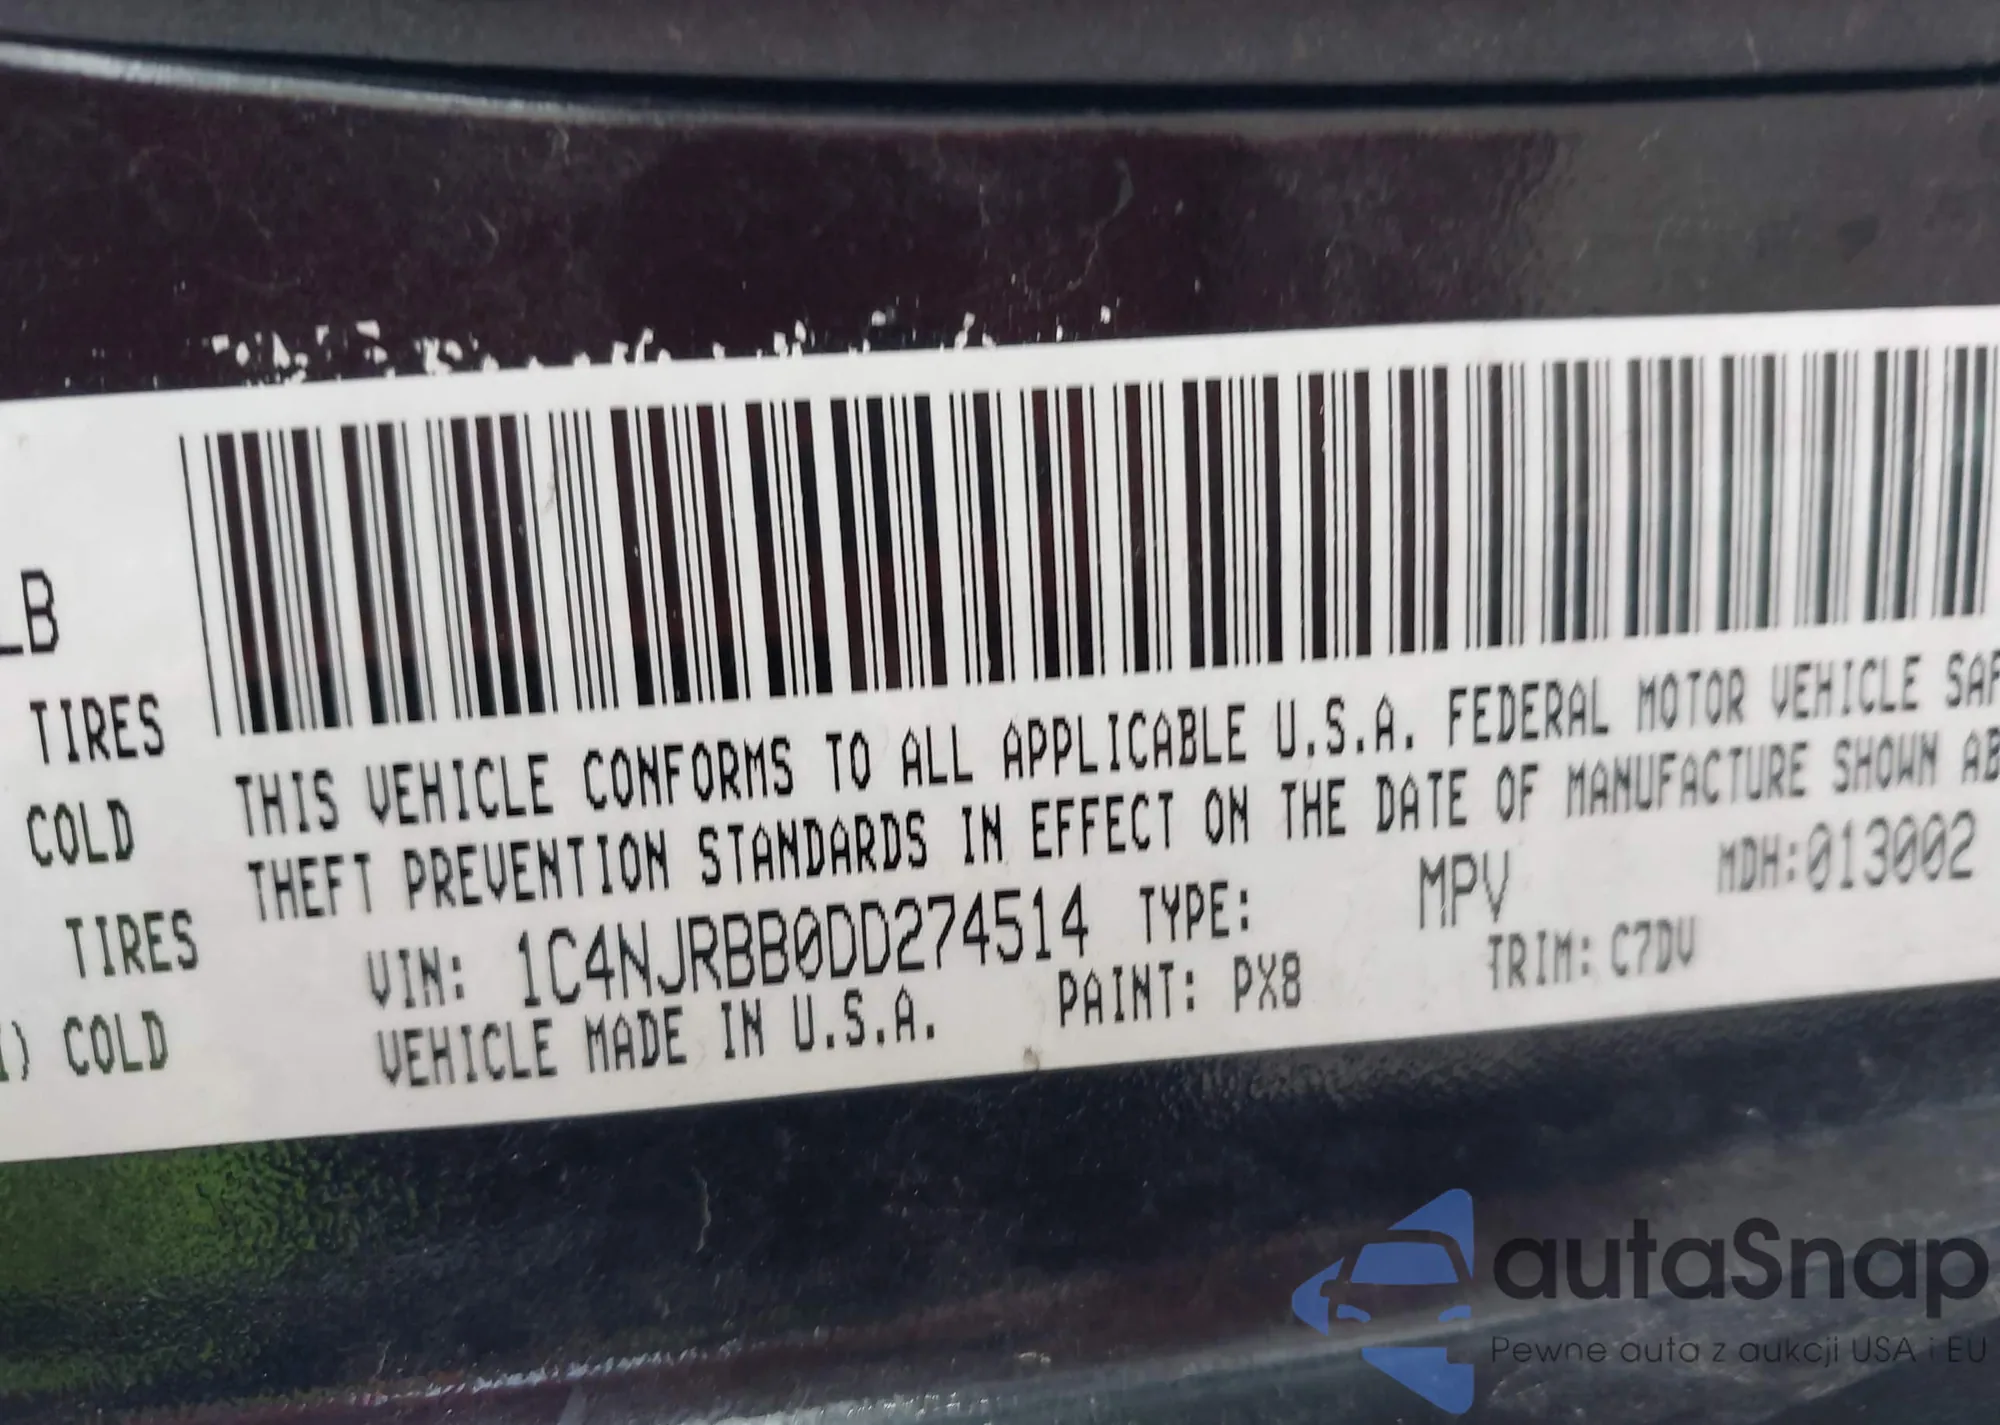 LB
TIRES
COLD
TIRES
) COLD
THIS VEHICLE CONFORMS TO ALL APPLICABLE U.S.A. FEDERAL MOTOR VEHICLE SAF
THEFT PREVENTION STANDARDS IN EFFECT ON THE DATE OF MANUFACTURE SHOWN AB
VIN: 1C4NJRBB0DD274514 TYPE: MPV MDH:013002
VEHICLE MADE IN U.S.A. PAINT: PX8 TRIM: C7DV
autaSnap
Pewne auta z aukcji USA i EU